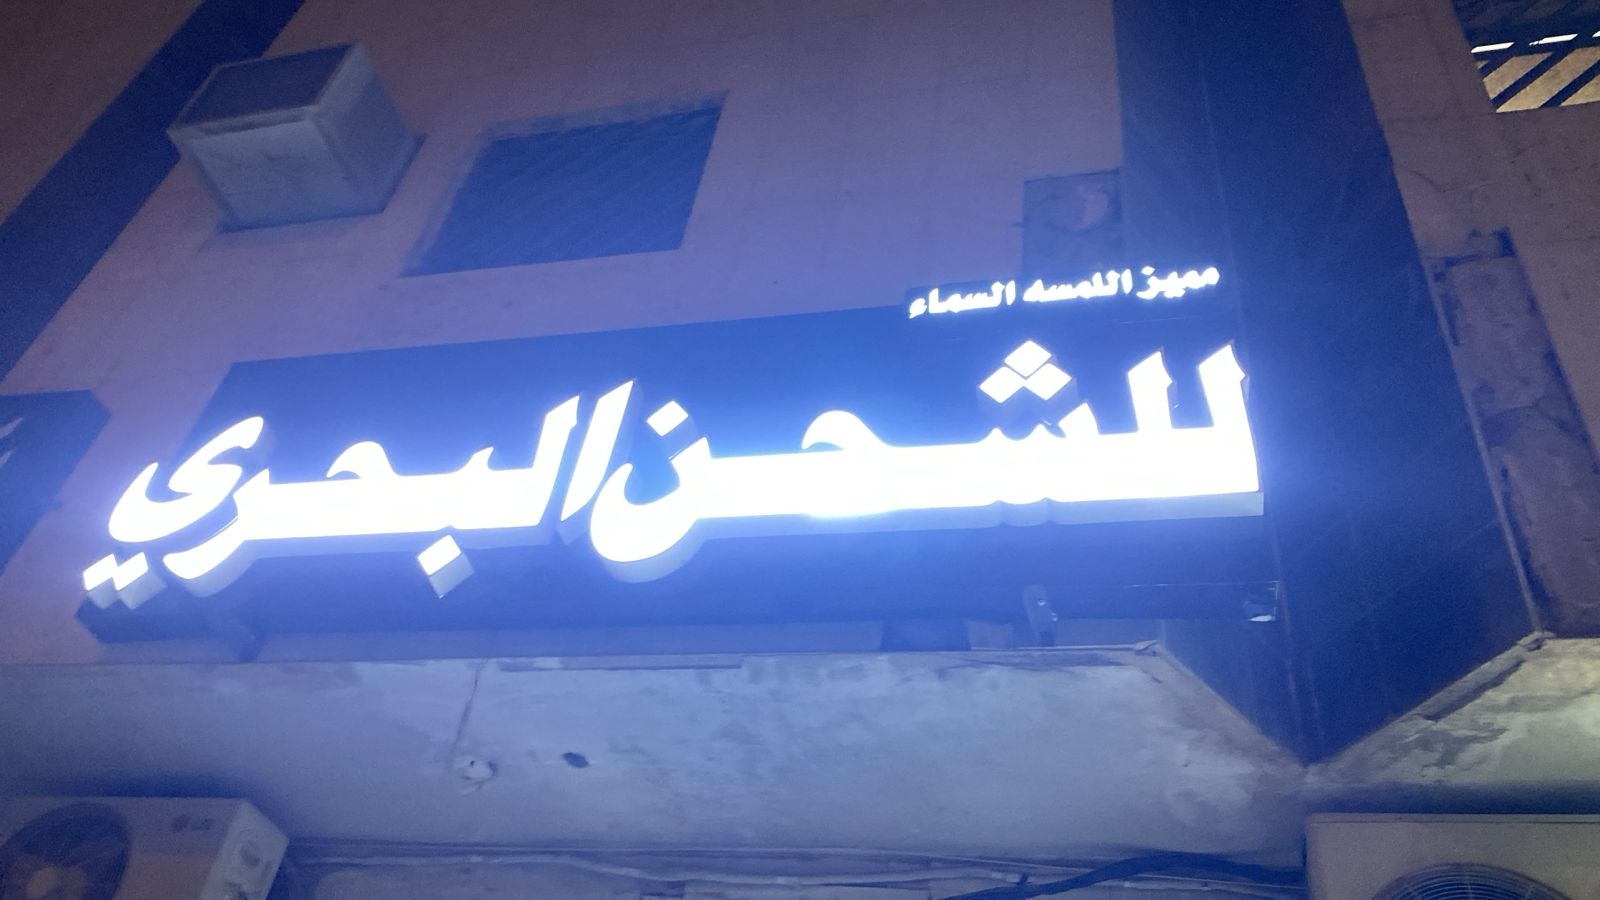 مميز اللمسه السماء
للشحن البحري